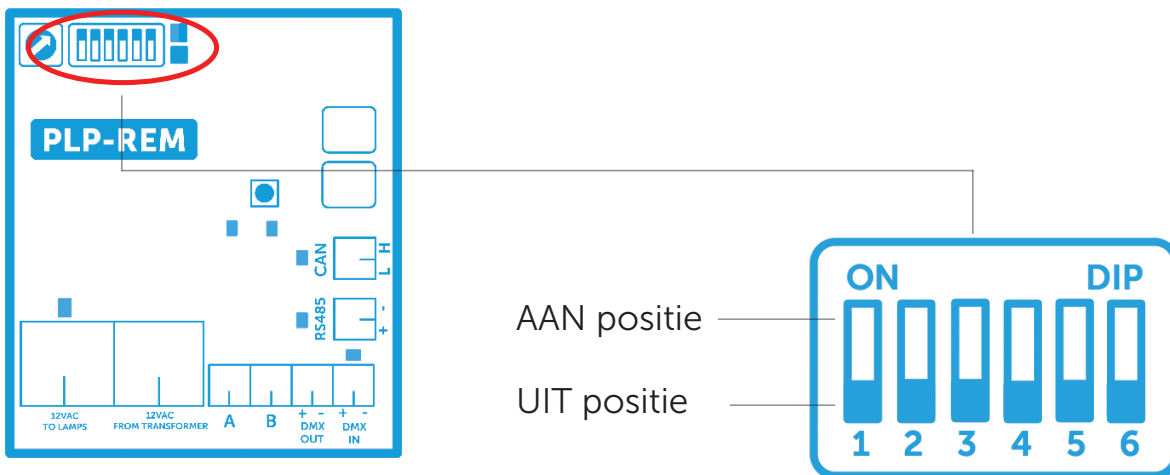 PLP-REM
CAN
H
L
RS485
-
+
12VAC
TO LAMPS
12VAC
FROM TRANSFORMER
A
B
+ -
DMX
OUT
+ -
DMX
IN
AAN positie
UIT positie
ON DIP
1 2 3 4 5 6